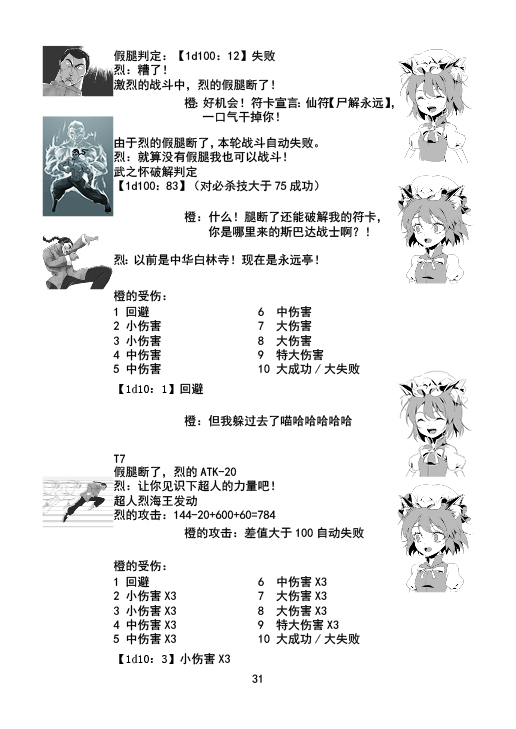 假腿判定：【1d100：12】失败
烈：糟了！
激烈的战斗中，烈的假腿断了！
橙：好机会！符卡宣言：仙符【尸解永远】，
一口气干掉你！
由于烈的假腿断了，本轮战斗自动失败。
烈：就算没有假腿我也可以战斗！
武之怀破解判定
【1d100：83】（对必杀技大于 75 成功）
橙：什么！腿断了还能破解我的符卡，
你是哪里来的斯巴达战士啊？！
烈：以前是中华白林寺！现在是永远亭！
橙的受伤：
1 回避 6 中伤害
2 小伤害 7 大伤害
3 小伤害 8 大伤害
4 中伤害 9 特大伤害
5 中伤害 10 大成功／大失败
【1d10：1】回避
橙：但我躲过去了喵哈哈哈哈哈
T7
假腿断了，烈的 ATK-20
烈：让你见识下超人的力量吧！
超人烈海王发动
烈的攻击：144-20+600+60=784
橙的攻击：差值大于 100 自动失败
橙的受伤：
1 回避 6 中伤害 X3
2 小伤害 X3 7 大伤害 X3
3 小伤害 X3 8 大伤害 X3
4 中伤害 X3 9 特大伤害 X3
5 中伤害 X3 10 大成功／大失败
【1d10：3】小伤害 X3
31